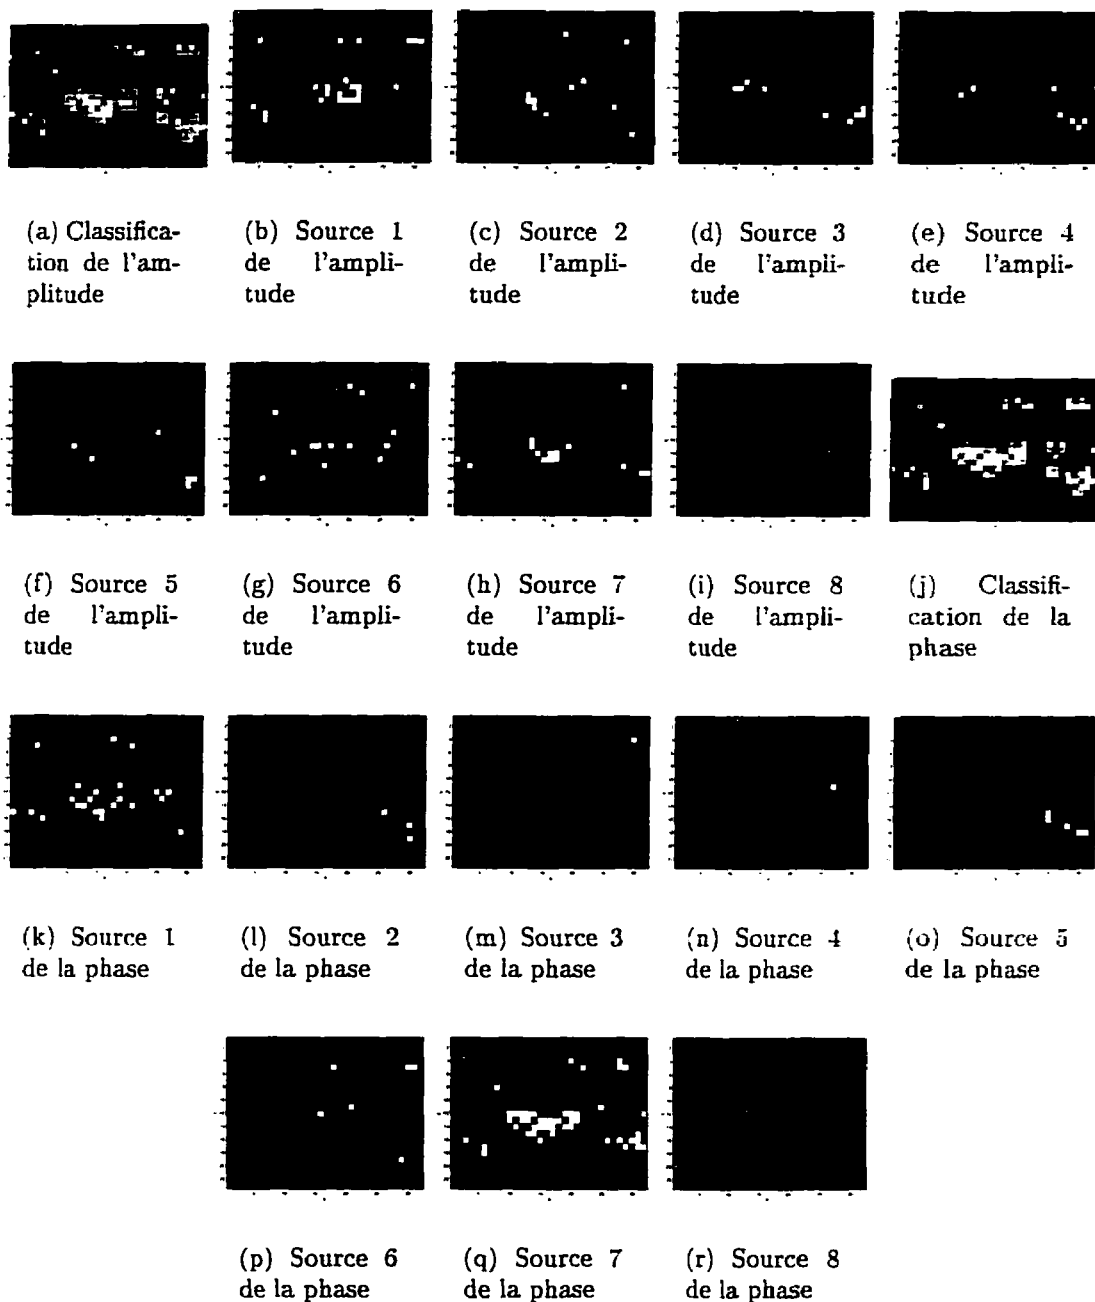 (a) Classifica-
tion de l'am-
plitude
(b) Source 1
de l'ampli-
tude
(c) Source 2
de l'ampli-
tude
(d) Source 3
de l'ampli-
tude
(e) Source 4
de l'ampli-
tude
(f) Source 5
de l'ampli-
tude
(g) Source 6
de l'ampli-
tude
(h) Source 7
de l'ampli-
tude
(i) Source 8
de l'ampli-
tude
(j) Classifi-
cation de la
phase
(k) Source 1
de la phase
(l) Source 2
de la phase
(m) Source 3
de la phase
(n) Source 4
de la phase
(o) Source 5
de la phase
(p) Source 6
de la phase
(q) Source 7
de la phase
(r) Source 8
de la phase